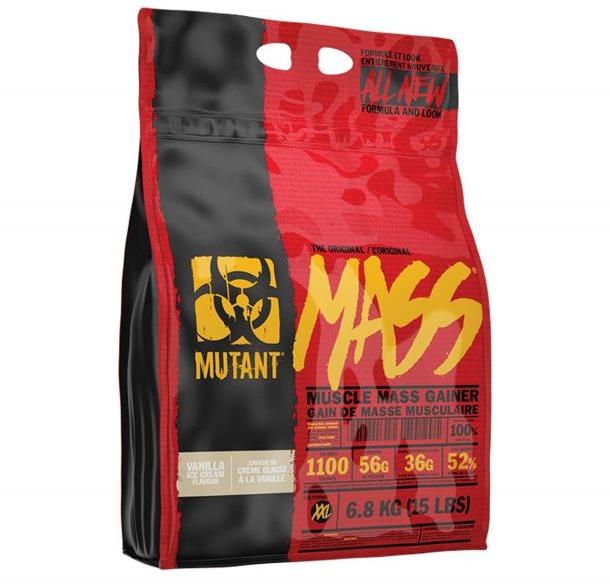 FORMULE ET LOOK
ENTIÈREMENT NOUVEAUX
ALL NEW
FORMULA AND LOOK
THE ORIGINAL / L'ORIGINAL
MASS
MUTANT
MUSCLE MASS GAINER
GAIN DE MASSE MUSCULAIRE
100%
1100 56G 36G 52%
VANILLA
ICE CREAM
FLAVOUR
SAVEUR DE
CRÈME GLACÉE
À LA VANILLE
XXL
6.8 KG (15 LBS)